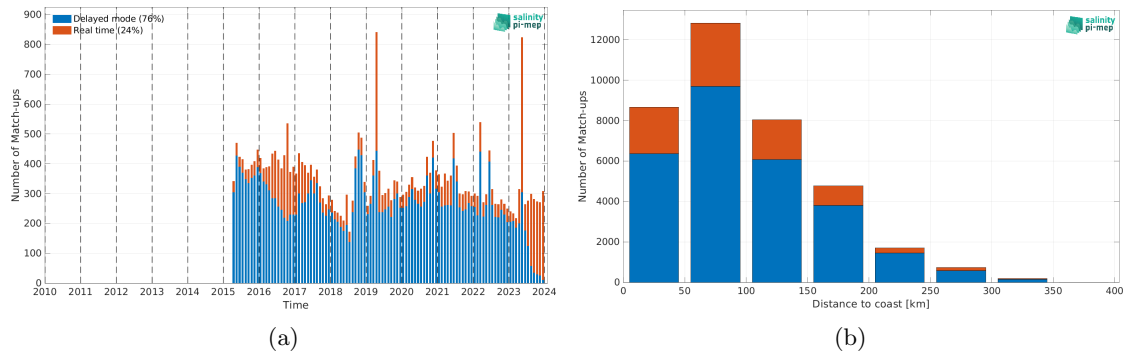 900
800
700
600
500
400
300
200
100
0
Number of Match-ups
Delayed mode (76%)
Real time (24%)
salinity
pi-mep
2010 2011 2012 2013 2014 2015 2016 2017 2018 2019 2020 2021 2022 2023 2024
Time
(a)
12000
10000
8000
6000
4000
2000
0
Number of Match-ups
salinity
pi-mep
0 50 100 150 200 250 300 350 400
Distance to coast [km]
(b)